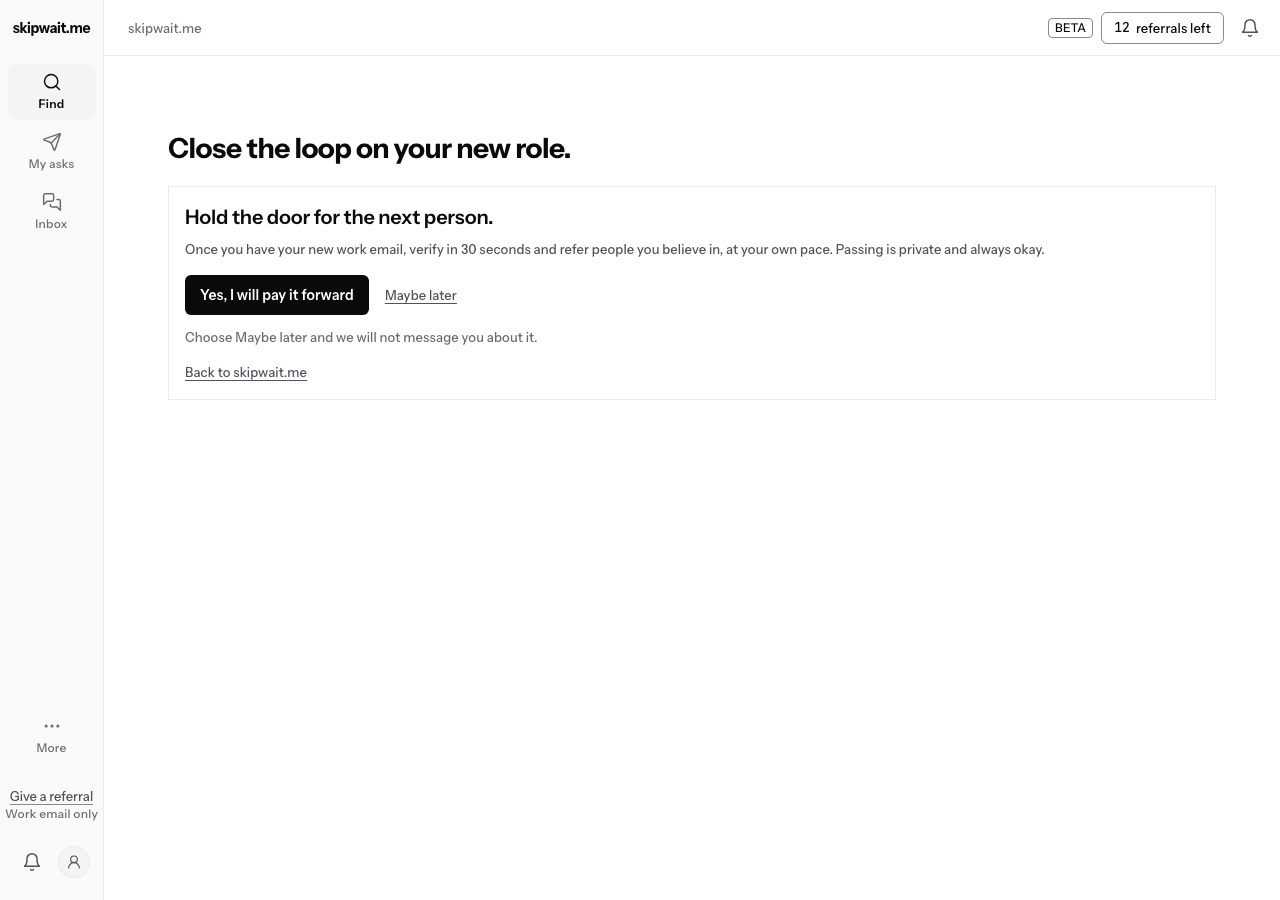 skipwait.me
skipwait.me
BETA
12 referrals left
Find
My asks
Inbox
Close the loop on your new role.
Hold the door for the next person.
Once you have your new work email, verify in 30 seconds and refer people you believe in, at your own pace. Passing is private and always okay.
Yes, I will pay it forward
Maybe later
Choose Maybe later and we will not message you about it.
Back to skipwait.me
More
Give a referral
Work email only